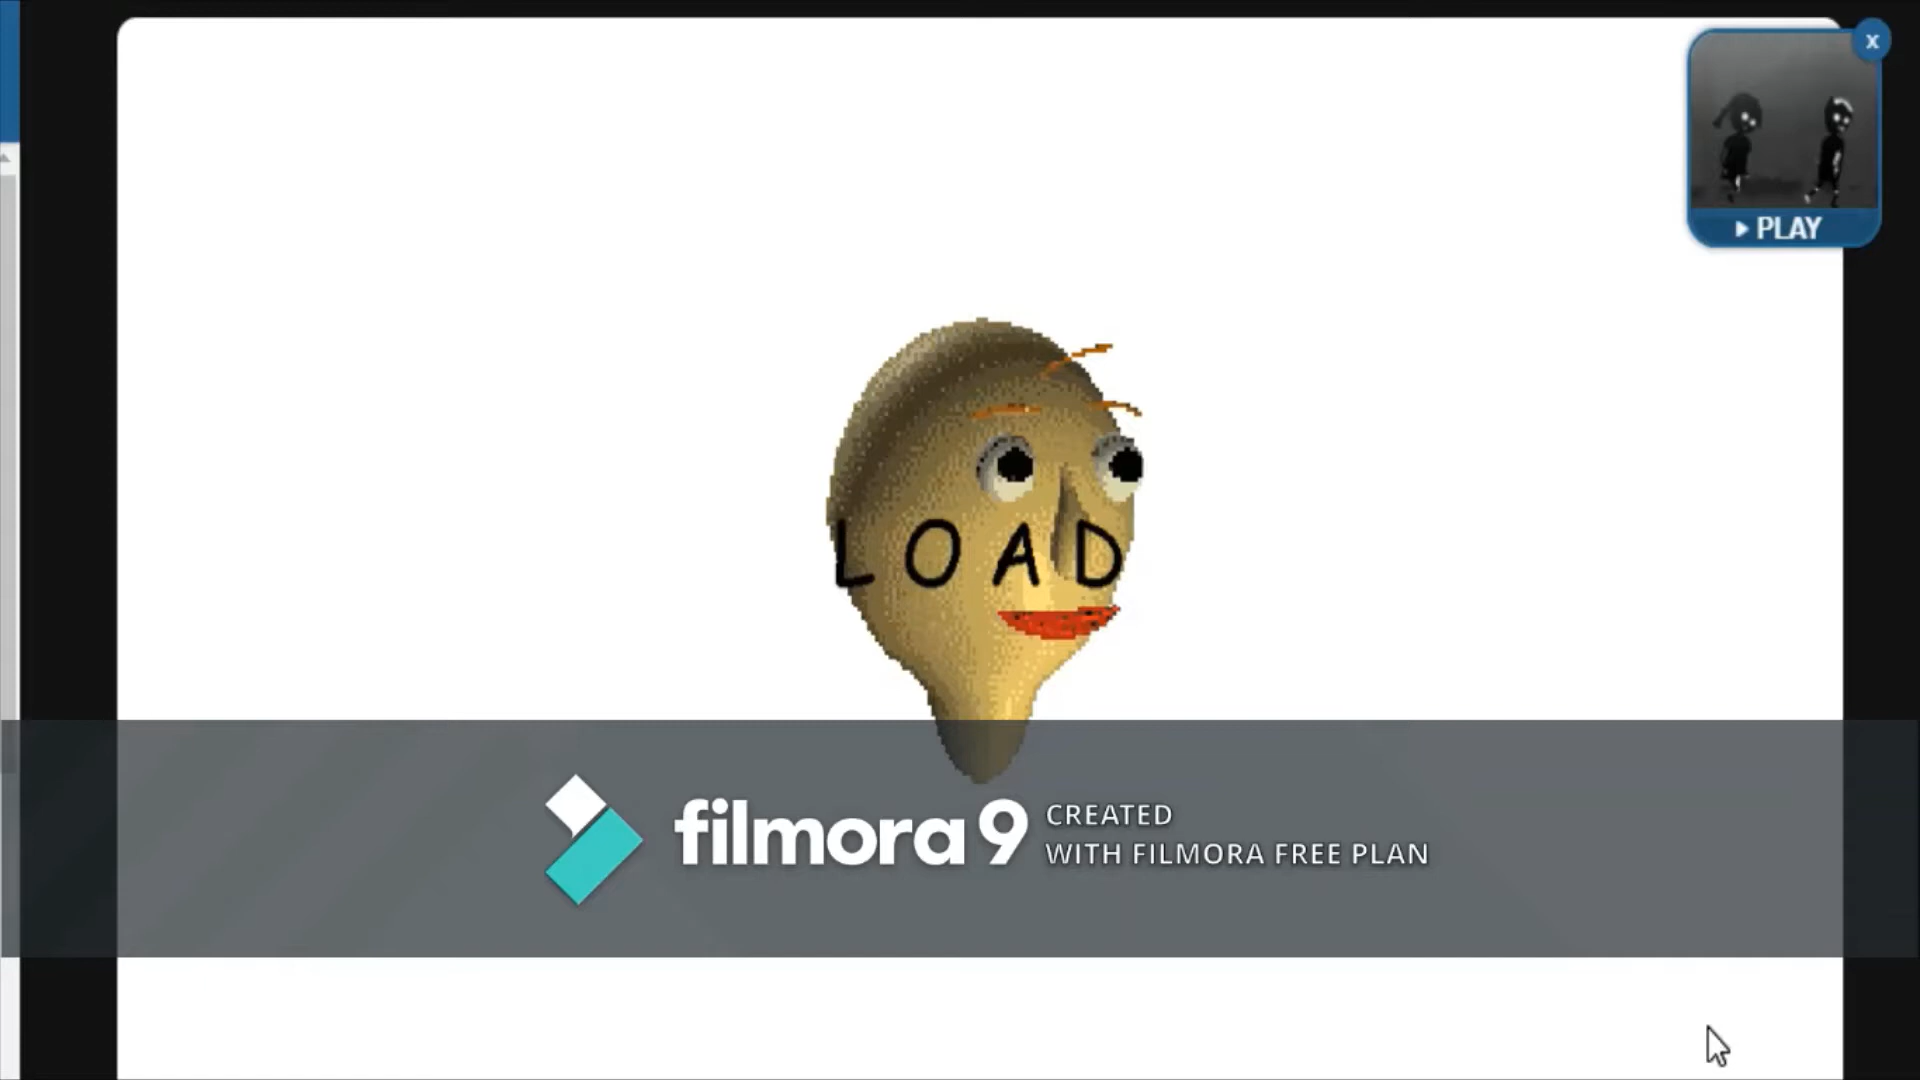 x
PLAY
LOAD
filmora9
CREATED
WITH FILMORA FREE PLAN